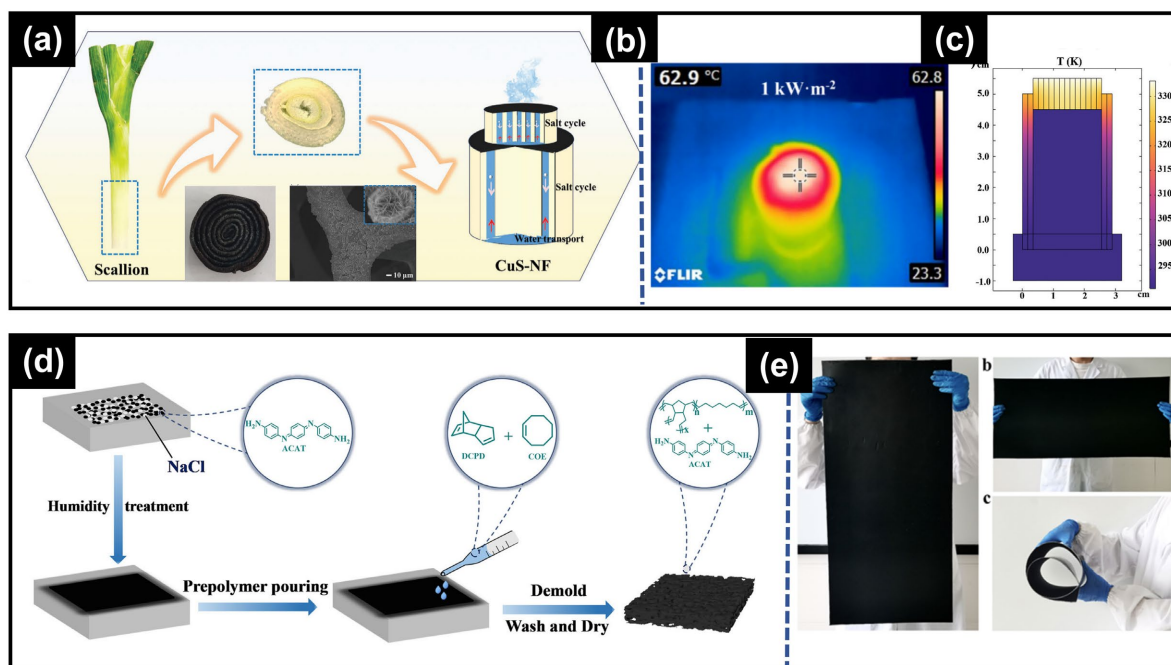 (a)
Scallion
10 μm
Salt cycle
Salt cycle
Water transport
CuS-NF
(b)
62.9 °C
1 kW·m-2
62.8
23.3
FLIR
(c)
cm
T (K)
5.0
4.0
3.0
2.0
1.0
0.0
-1.0
0
1
2
3
cm
330
325
320
315
310
305
300
295
(d)
NaCl
H2N
N
N
NH2
ACAT
Humidity treatment
Prepolymer pouring
DCPD
+
COE
Demold
Wash and Dry
n
m
x
+
H2N
N
N
NH2
ACAT
(e)
b
c